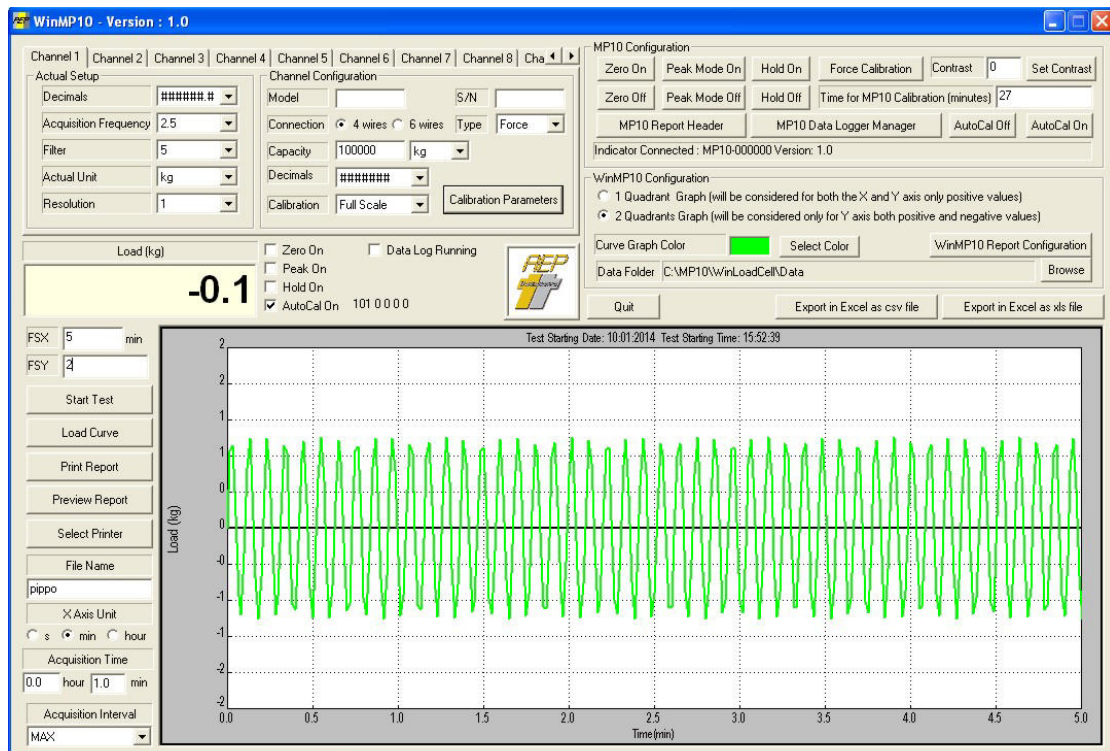 WinMP10 - Version : 1.0
Channel 1 Channel 2 Channel 3 Channel 4 Channel 5 Channel 6 Channel 7 Channel 8 Cha
Actual Setup
Decimals ######.#
Acquisition Frequency 2.5
Filter 5
Actual Unit kg
Resolution 1
Channel Configuration
Model S/N
Connection 4 wires 6 wires Type Force
Capacity 100000 kg
Decimals #######
Calibration Full Scale Calibration Parameters
MP10 Configuration
Zero On Peak Mode On Hold On Force Calibration Contrast 0 Set Contrast
Zero Off Peak Mode Off Hold Off Time for MP10 Calibration (minutes) 27
MP10 Report Header MP10 Data Logger Manager AutoCal Off AutoCal On
Indicator Connected : MP10-000000 Version: 1.0
WinMP10 Configuration
1 Quadrant Graph (will be considered for both the X and Y axis only positive values)
2 Quadrants Graph (will be considered only for Y axis both positive and negative values)
Curve Graph Color Select Color WinMP10 Report Configuration
Data Folder C:\MP10\WinLoadCell\Data Browse
Load (kg)
-0.1
Zero On Data Log Running
Peak On
Hold On
AutoCal On 101 0 0 0 0
AEP
Quit Export in Excel as csv file Export in Excel as xls file
FSX 5 min
FSY 2
Start Test
Load Curve
Print Report
Preview Report
Select Printer
File Name
pippo
X Axis Unit
s min hour
Acquisition Time
0.0 hour 1.0 min
Acquisition Interval
MAX
Test Starting Date: 10:01:2014 Test Starting Time: 15:52:39
2
2
1
1
0
0
-0
-1
-1
-2
-2
Load (kg)
0.0 0.5 1.0 1.5 2.0 2.5 3.0 3.5 4.0 4.5 5.0
Time(min)